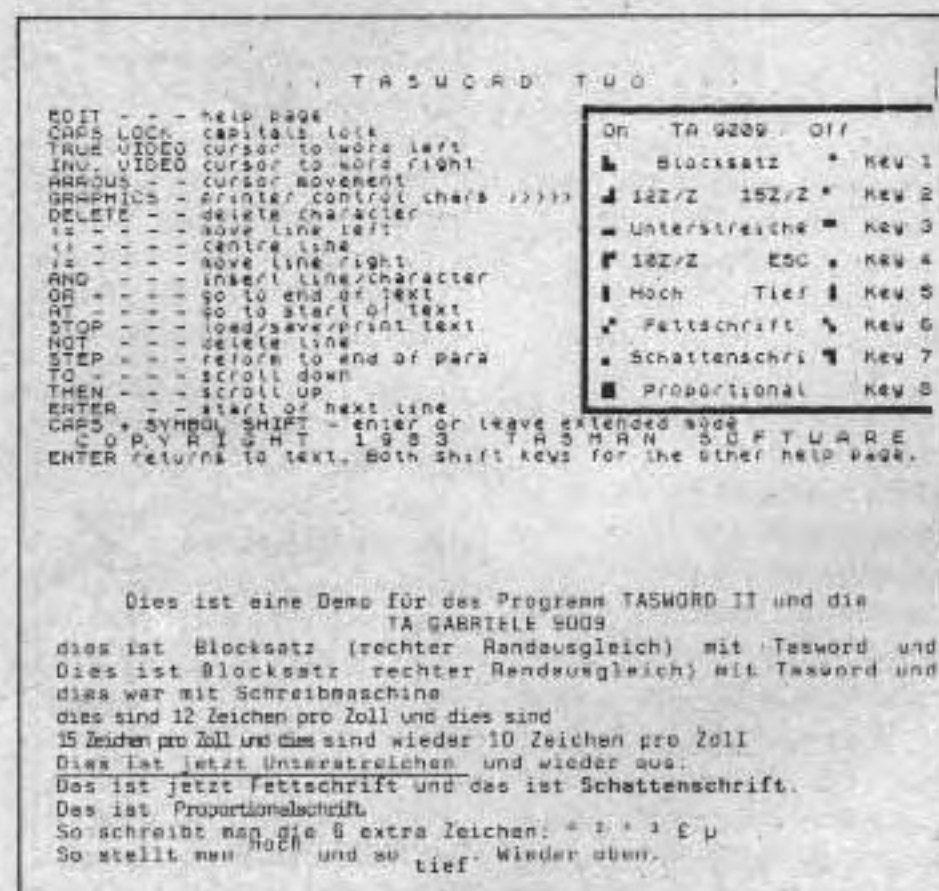 TASWORD TWO
EDIT - - - help page
CAPS LOCK - capitals lock
TRUE VIDEO cursor to word left
INV. VIDEO cursor to word right
ARROWS - - cursor movement
GRAPHICS - printer control chars >>>>>
DELETE - - delete character
<= - - - - move line left
<> - - - - centre line
>= - - - - move line right
AND - - - - insert line/character
OR - - - - go to end of text
AT - - - - go to start of text
STOP - - - load/save/print text
NOT - - - - delete line
STEP - - - reform to end of para
TO - - - - scroll down
THEN - - - scroll up
ENTER - - - start of next line
CAPS + SYMBOL SHIFT - enter or leave extended mode
COPYRIGHT 1983 TASMAN SOFTWARE
ENTER returns to text. Both shift keys for the other help page.
On TA 9209 Off
Blocksatz Key 1
12Z/Z 15Z/Z Key 2
Unterstreiche Key 3
10Z/Z ESC Key 4
Hoch Tief Key 5
Fettschrift Key 6
Schattenschri Key 7
Proportional Key 8
Dies ist eine Demo für das Programm TASWORD II und die
TA GABRIELE 9009
dies ist Blocksatz (rechter Randausgleich) mit Tasword und
Dies ist Blocksatz rechter Randausgleich) mit Tasword und
dies war mit Schreibmaschine
dies sind 12 Zeichen pro Zoll und dies sind
15 Zeichen pro Zoll und dies sind wieder 10 Zeichen pro Zoll
Dies ist jetzt Unterstreichen und wieder aus.
Das ist jetzt Fettschrift und das ist Schattenschrift.
Das ist Proportionalschrift.
So schreibt man die 6 extra Zeichen: £ µ
So stellt man hoch und so tief. Wieder oben.